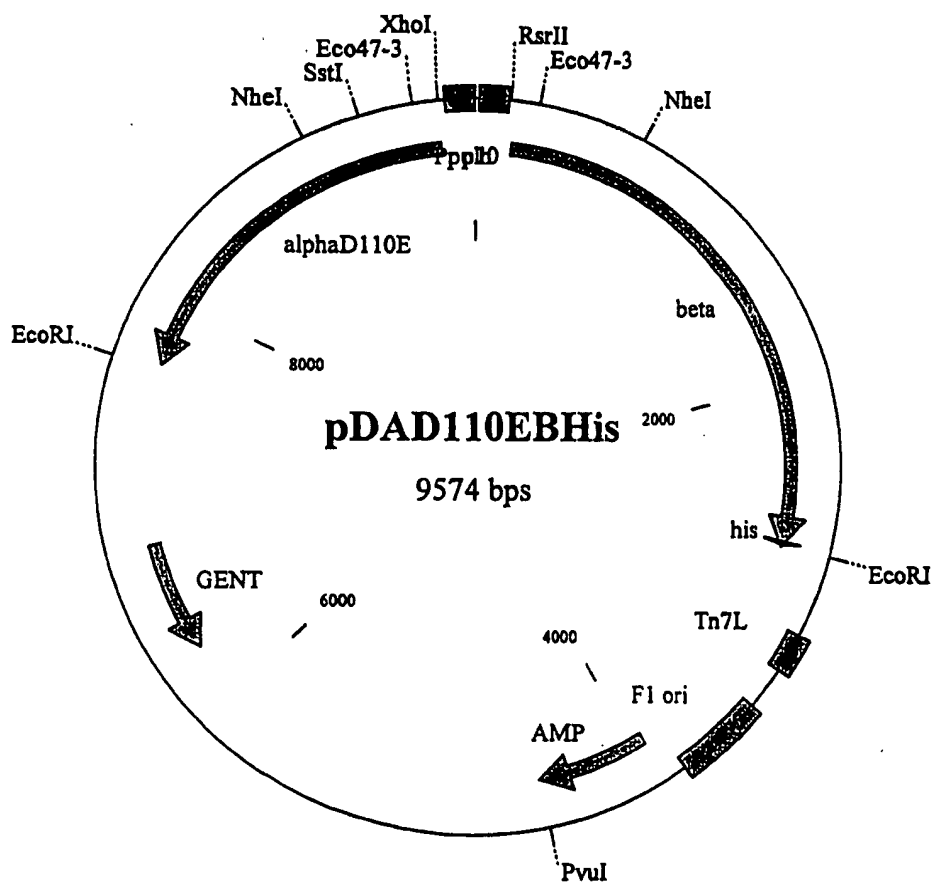 XhoI
RsrII
Eco47-3
Eco47-3
SstI
NheI
NheI
alphaD110E
beta
EcoRI
8000
pDAD110EBHis
2000
9574 bps
his
EcoRI
GENT
6000
Tn7L
4000
F1 ori
AMP
PvuI